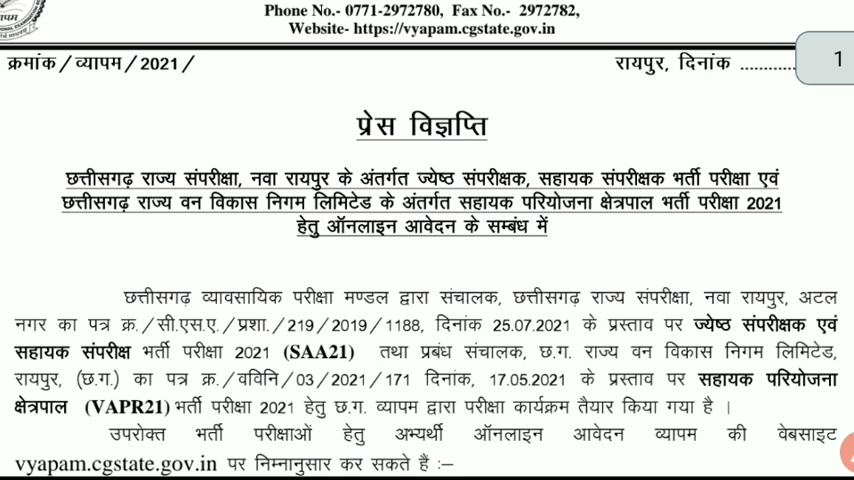 Phone No.- 0771-2972780, Fax No.- 2972782,
Website- https://vyapam.cgstate.gov.in
क्रमांक/व्यापम/2021/ रायपुर, दिनांक ............
1
प्रेस विज्ञप्ति
छत्तीसगढ़ राज्य संपरीक्षा, नवा रायपुर के अंतर्गत ज्येष्ठ संपरीक्षक, सहायक संपरीक्षक भर्ती परीक्षा एवं
छत्तीसगढ़ राज्य वन विकास निगम लिमिटेड के अंतर्गत सहायक परियोजना क्षेत्रपाल भर्ती परीक्षा 2021
हेतु ऑनलाइन आवेदन के सम्बंध में
छत्तीसगढ़ व्यावसायिक परीक्षा मण्डल द्वारा संचालक, छत्तीसगढ़ राज्य संपरीक्षा, नवा रायपुर, अटल
नगर का पत्र क्र./सी.एस.ए./प्रशा./219/2019/1188, दिनांक 25.07.2021 के प्रस्ताव पर ज्येष्ठ संपरीक्षक एवं
सहायक संपरीक्ष भर्ती परीक्षा 2021 (SAA21) तथा प्रबंध संचालक, छ.ग. राज्य वन विकास निगम लिमिटेड,
रायपुर, (छ.ग.) का पत्र क्र./वविनि/03/2021/171 दिनांक, 17.05.2021 के प्रस्ताव पर सहायक परियोजना
क्षेत्रपाल (VAPR21) भर्ती परीक्षा 2021 हेतु छ.ग. व्यापम द्वारा परीक्षा कार्यक्रम तैयार किया गया है ।
उपरोक्त भर्ती परीक्षाओं हेतु अभ्यर्थी ऑनलाइन आवेदन व्यापम की वेबसाइट
vyapam.cgstate.gov.in पर निम्नानुसार कर सकते हैं :–